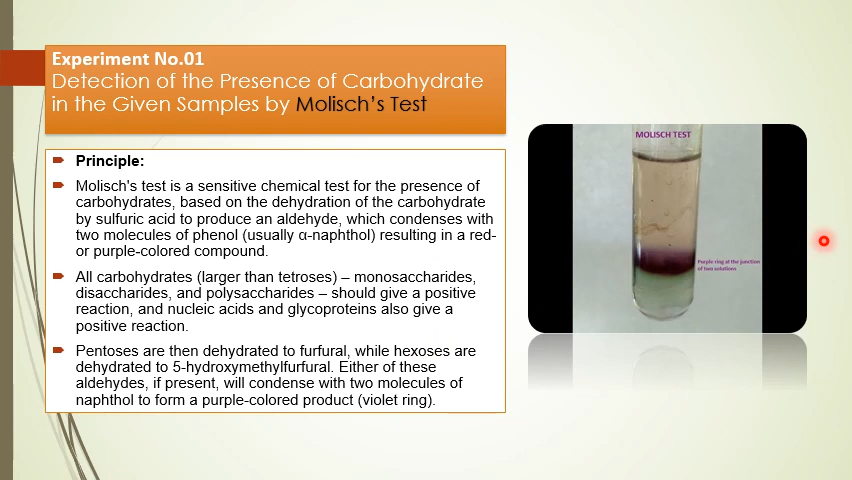 Experiment No.01
Detection of the Presence of Carbohydrate
in the Given Samples by Molisch's Test
Principle:
Molisch's test is a sensitive chemical test for the presence of
carbohydrates, based on the dehydration of the carbohydrate
by sulfuric acid to produce an aldehyde, which condenses with
two molecules of phenol (usually α-naphthol) resulting in a red-
or purple-colored compound.
All carbohydrates (larger than tetroses) – monosaccharides,
disaccharides, and polysaccharides – should give a positive
reaction, and nucleic acids and glycoproteins also give a
positive reaction.
Pentoses are then dehydrated to furfural, while hexoses are
dehydrated to 5-hydroxymethylfurfural. Either of these
aldehydes, if present, will condense with two molecules of
naphthol to form a purple-colored product (violet ring).
MOLISCH TEST
Purple ring at the junction
of two solutions